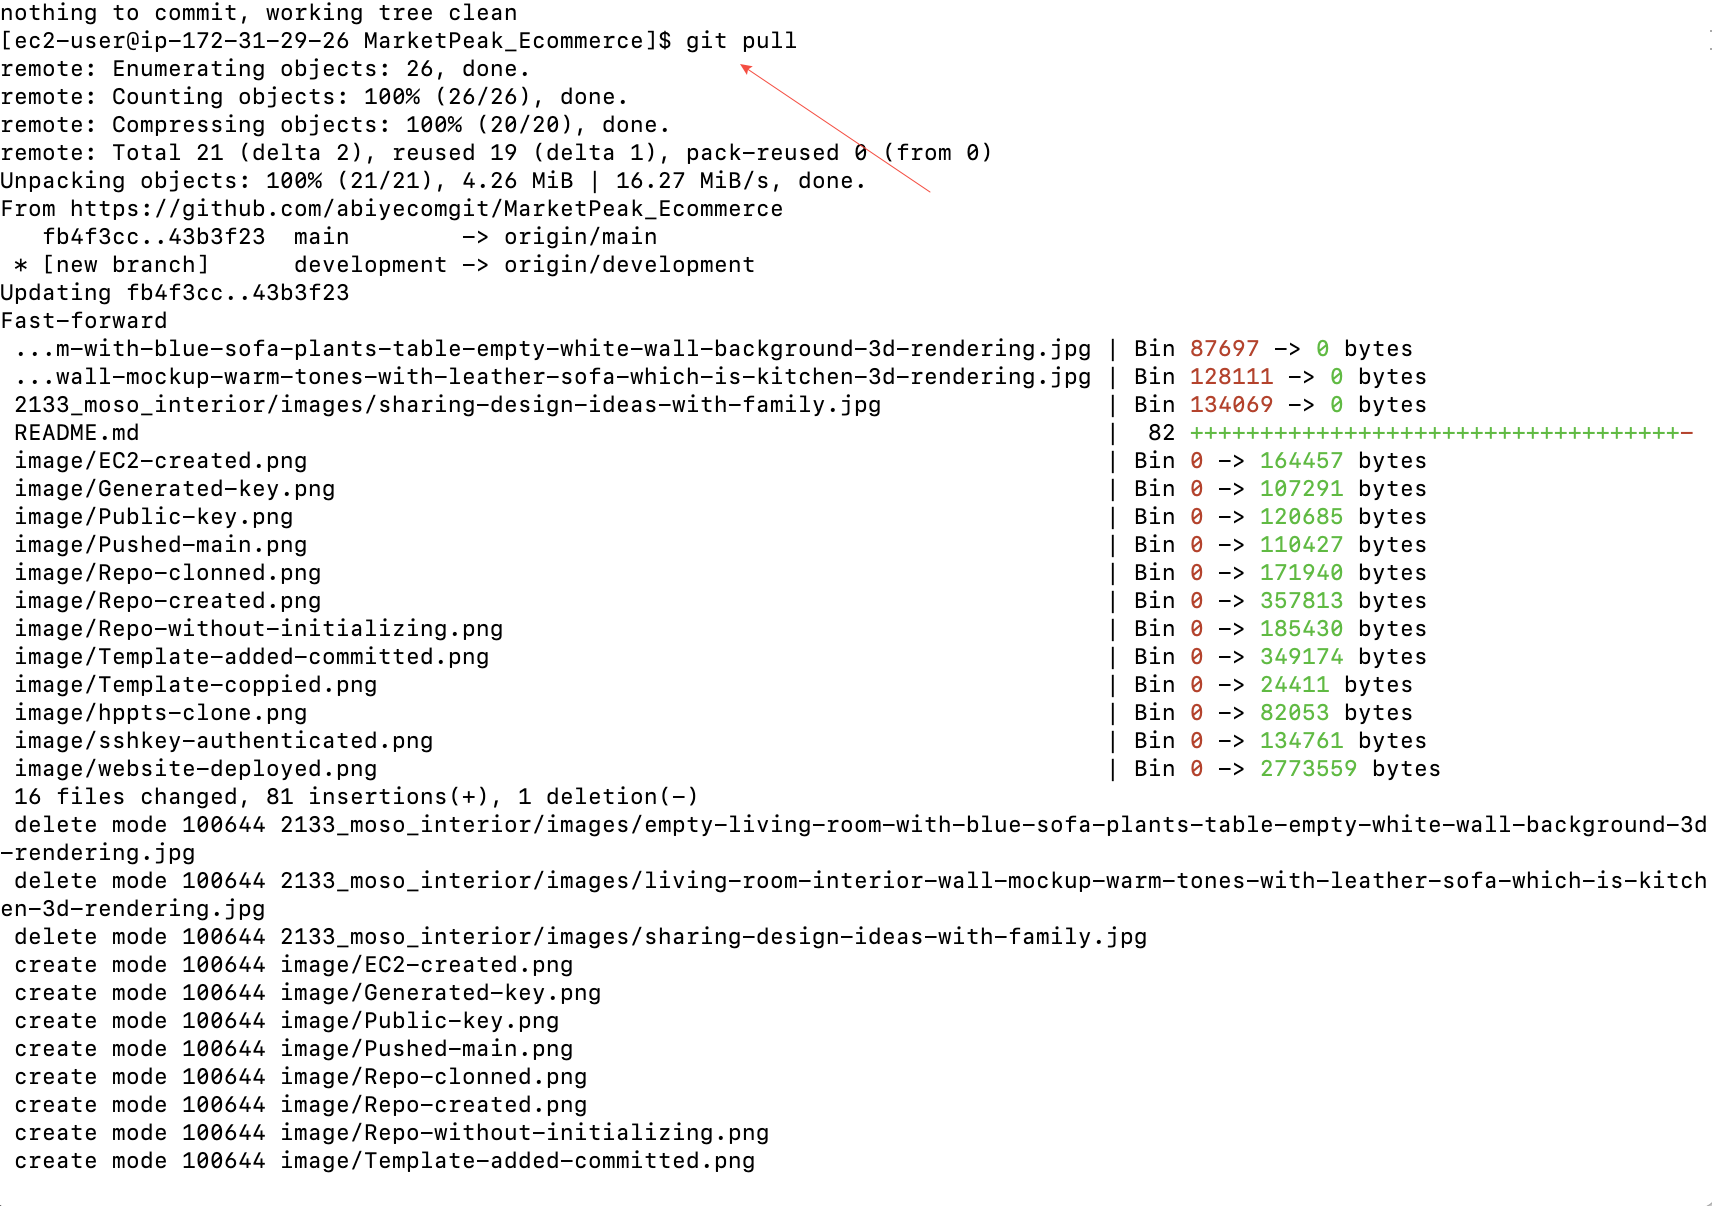 nothing to commit, working tree clean
[ec2-user@ip-172-31-29-26 MarketPeak_Ecommerce]$ git pull
remote: Enumerating objects: 26, done.
remote: Counting objects: 100% (26/26), done.
remote: Compressing objects: 100% (20/20), done.
remote: Total 21 (delta 2), reused 19 (delta 1), pack-reused 0 (from 0)
Unpacking objects: 100% (21/21), 4.26 MiB | 16.27 MiB/s, done.
From https://github.com/abiyecomgit/MarketPeak_Ecommerce
   fb4f3cc..43b3f23  main        -> origin/main
 * [new branch]      development -> origin/development
Updating fb4f3cc..43b3f23
Fast-forward
 ...m-with-blue-sofa-plants-table-empty-white-wall-background-3d-rendering.jpg | Bin 87697 -> 0 bytes
 ...wall-mockup-warm-tones-with-leather-sofa-which-is-kitchen-3d-rendering.jpg | Bin 128111 -> 0 bytes
 2133_moso_interior/images/sharing-design-ideas-with-family.jpg                | Bin 134069 -> 0 bytes
 README.md                                                                     |  82 +++++++++++++++++++++++++++++++++++-
 image/EC2-created.png                                                         | Bin 0 -> 164457 bytes
 image/Generated-key.png                                                       | Bin 0 -> 107291 bytes
 image/Public-key.png                                                          | Bin 0 -> 120685 bytes
 image/Pushed-main.png                                                         | Bin 0 -> 110427 bytes
 image/Repo-clonned.png                                                        | Bin 0 -> 171940 bytes
 image/Repo-created.png                                                        | Bin 0 -> 357813 bytes
 image/Repo-without-initializing.png                                           | Bin 0 -> 185430 bytes
 image/Template-added-committed.png                                            | Bin 0 -> 349174 bytes
 image/Template-coppied.png                                                    | Bin 0 -> 24411 bytes
 image/hppts-clone.png                                                         | Bin 0 -> 82053 bytes
 image/sshkey-authenticated.png                                                | Bin 0 -> 134761 bytes
 image/website-deployed.png                                                    | Bin 0 -> 2773559 bytes
 16 files changed, 81 insertions(+), 1 deletion(-)
 delete mode 100644 2133_moso_interior/images/empty-living-room-with-blue-sofa-plants-table-empty-white-wall-background-3d
-rendering.jpg
 delete mode 100644 2133_moso_interior/images/living-room-interior-wall-mockup-warm-tones-with-leather-sofa-which-is-kitch
en-3d-rendering.jpg
 delete mode 100644 2133_moso_interior/images/sharing-design-ideas-with-family.jpg
 create mode 100644 image/EC2-created.png
 create mode 100644 image/Generated-key.png
 create mode 100644 image/Public-key.png
 create mode 100644 image/Pushed-main.png
 create mode 100644 image/Repo-clonned.png
 create mode 100644 image/Repo-created.png
 create mode 100644 image/Repo-without-initializing.png
 create mode 100644 image/Template-added-committed.png